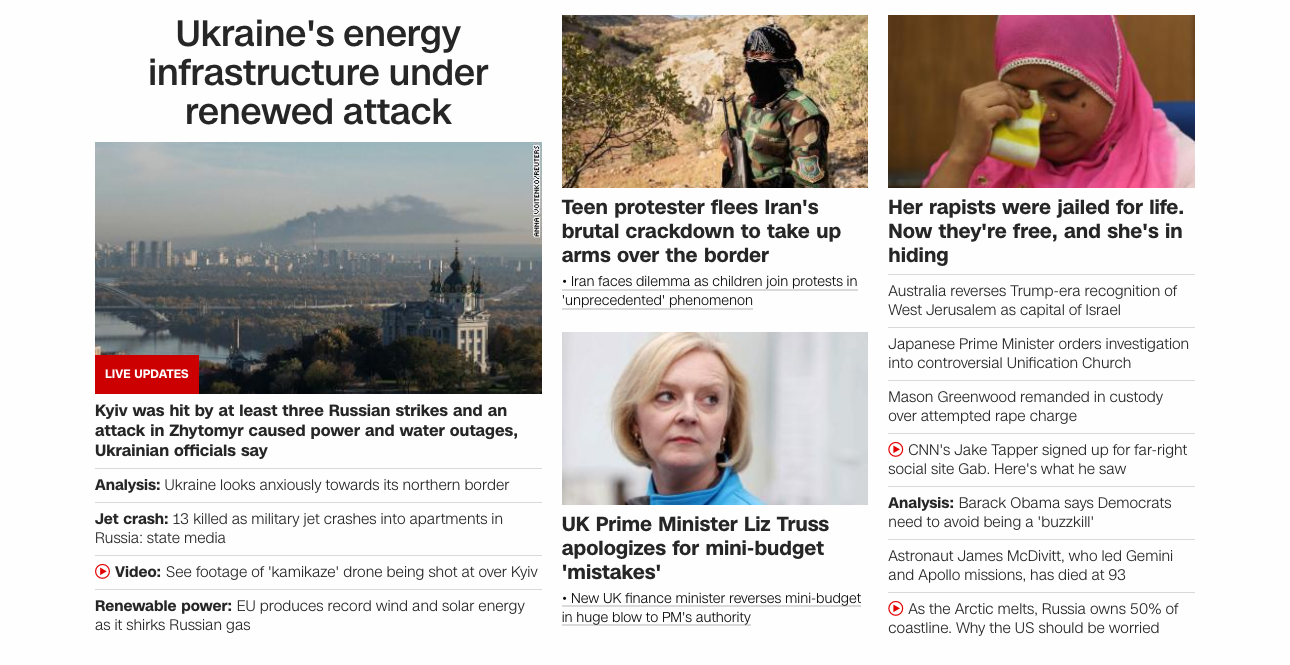 Ukraine's energy
infrastructure under
renewed attack
ANNA VOITENKO/REUTERS
LIVE UPDATES
Kyiv was hit by at least three Russian strikes and an
attack in Zhytomyr caused power and water outages,
Ukrainian officials say
Analysis: Ukraine looks anxiously towards its northern border
Jet crash: 13 killed as military jet crashes into apartments in
Russia: state media
Video: See footage of 'kamikaze' drone being shot at over Kyiv
Renewable power: EU produces record wind and solar energy
as it shirks Russian gas
Teen protester flees Iran's
brutal crackdown to take up
arms over the border
• Iran faces dilemma as children join protests in
'unprecedented' phenomenon
UK Prime Minister Liz Truss
apologizes for mini-budget
'mistakes'
• New UK finance minister reverses mini-budget
in huge blow to PM's authority
Her rapists were jailed for life.
Now they're free, and she's in
hiding
Australia reverses Trump-era recognition of
West Jerusalem as capital of Israel
Japanese Prime Minister orders investigation
into controversial Unification Church
Mason Greenwood remanded in custody
over attempted rape charge
CNN's Jake Tapper signed up for far-right
social site Gab. Here's what he saw
Analysis: Barack Obama says Democrats
need to avoid being a 'buzzkill'
Astronaut James McDivitt, who led Gemini
and Apollo missions, has died at 93
As the Arctic melts, Russia owns 50% of
coastline. Why the US should be worried